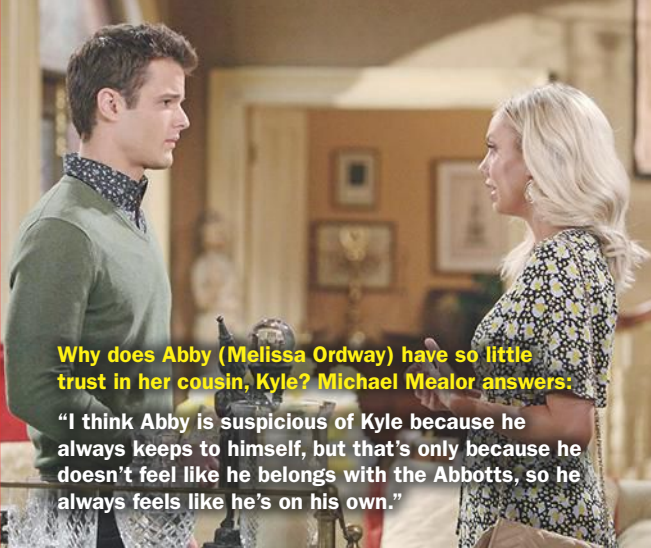 Why does Abby (Melissa Ordway) have so little
trust in her cousin, Kyle? Michael Mealor answers:
“I think Abby is suspicious of Kyle because he
always keeps to himself, but that’s only because he
doesn’t feel like he belongs with the Abbotts, so he
always feels like he’s on his own.”